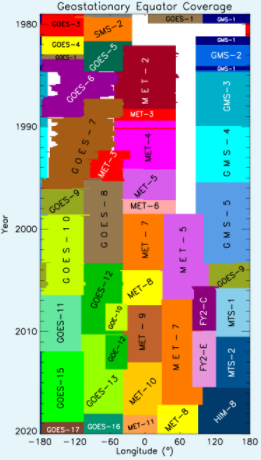 Geostationary Equator Coverage
1980
1990
2000
2010
2020
Year
-180
-120
-60
0
60
120
180
Longitude (°)
GOES-3
SMS-2
GOES-1
GMS-1
GOES-4
GMS-1
GOES-5
GMS-2
GOES-6
MET-2
GMS-3
MET-3
GOES-7
MET-4
GMS-4
MET-3
MET-5
GOES-9
GOES-8
MET-6
GMS-5
GOES-10
MET-7
MET-5
GOES-12
GOES-9
MET-8
FY2-C
MTS-1
GOES-11
MET-9
MET-7
FY2-E
MTS-2
GOES-15
GOES-13
MET-10
HIM-8
MET-8
GOES-17
GOES-16
MET-11